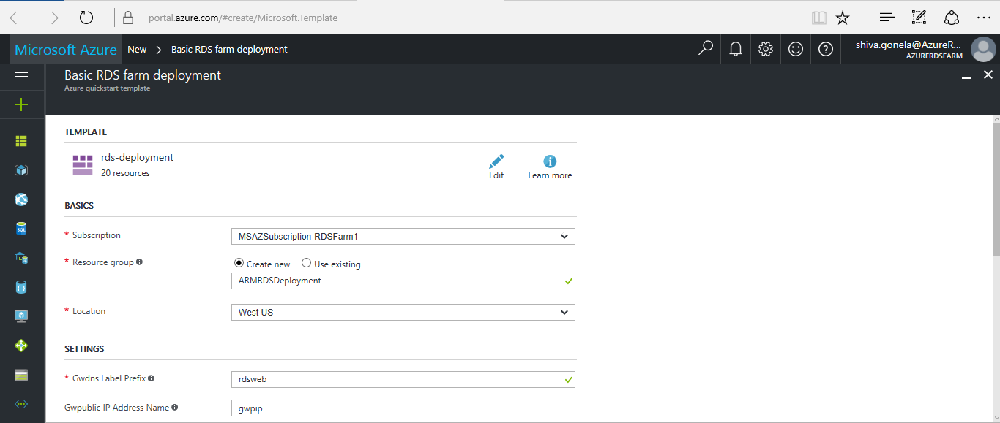 portal.azure.com/#create/Microsoft.Template
Microsoft Azure New > Basic RDS farm deployment
shiva.gonela@AzureR...
AZURERDSFARM
Basic RDS farm deployment
Azure quickstart template
TEMPLATE
rds-deployment
20 resources
Edit
Learn more
BASICS
* Subscription
MSAZSubscription-RDSFarm1
* Resource group
Create new
Use existing
ARMRDSDeployment
* Location
West US
SETTINGS
* Gwdns Label Prefix
rdsweb
Gwpublic IP Address Name
gwpip
SQL